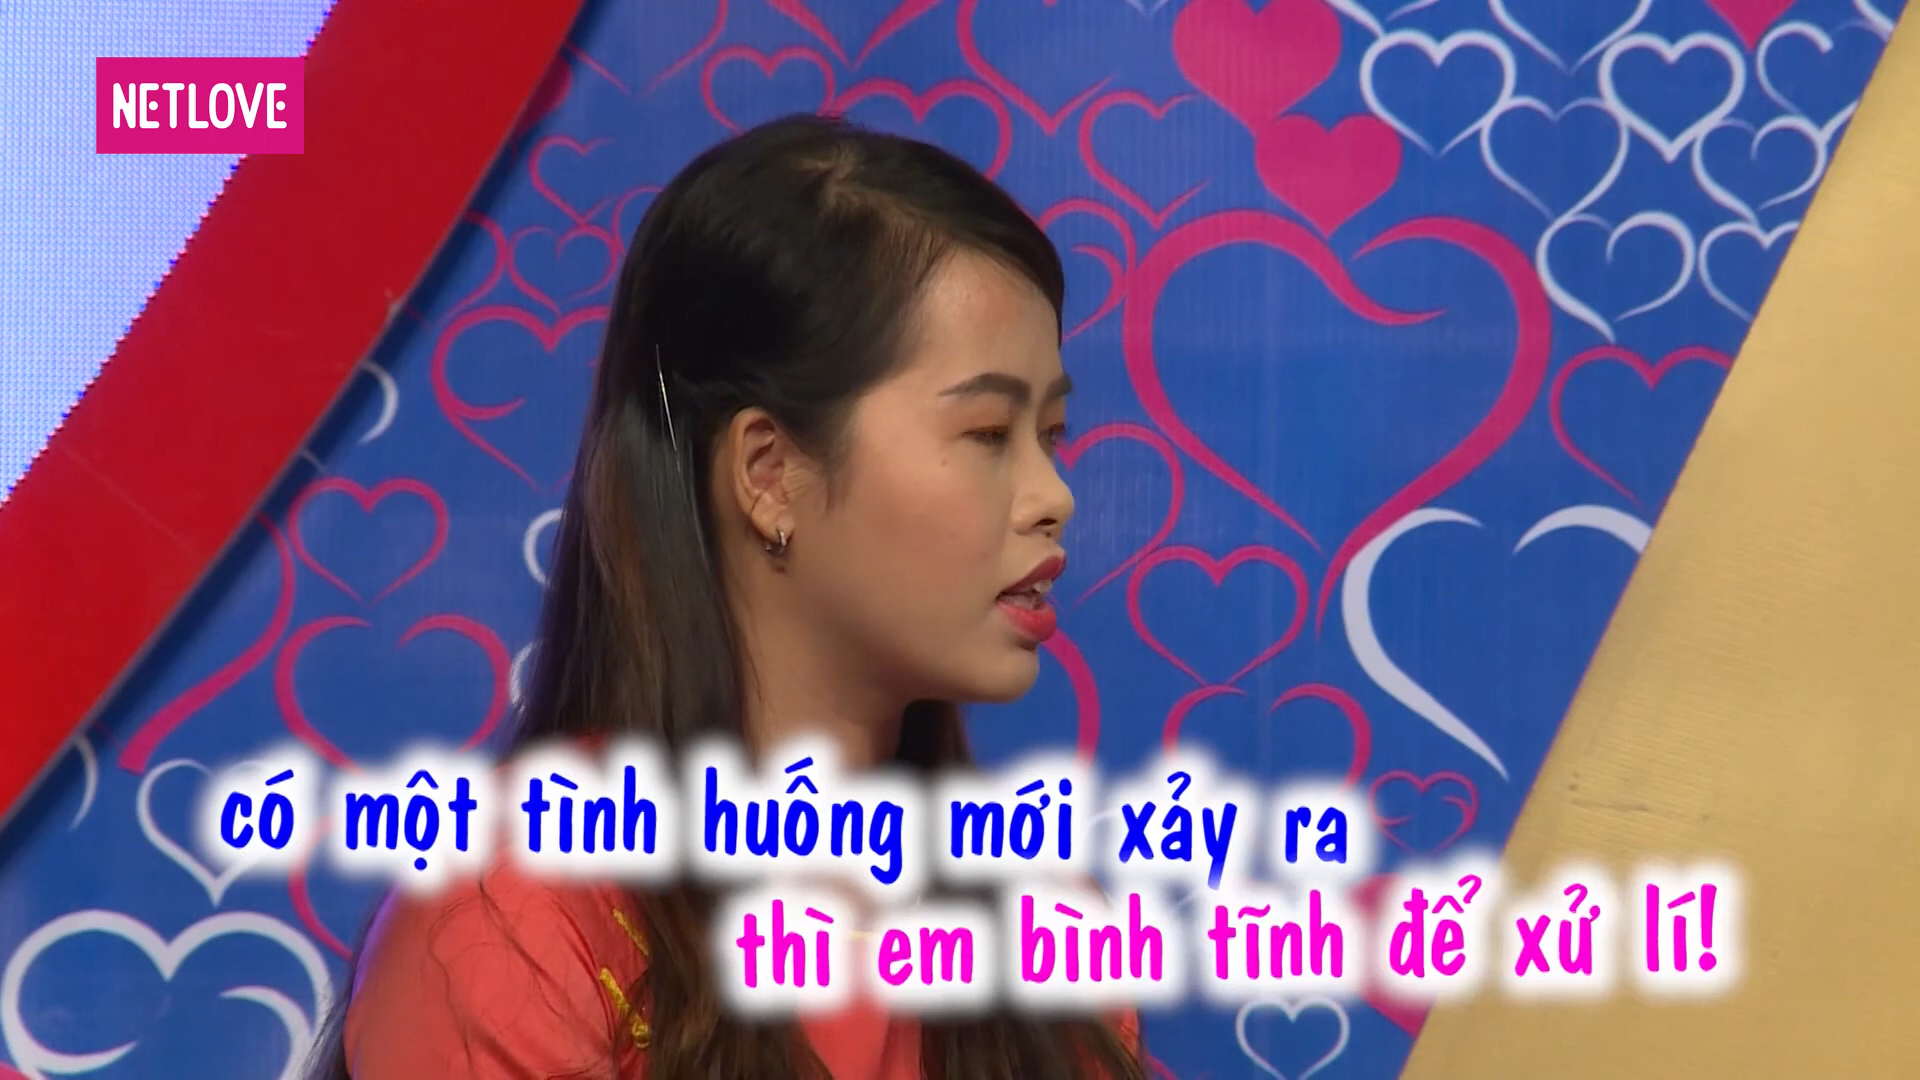 NETLOVE
có một tình huống mới xảy ra
thì em bình tĩnh để xử lí!